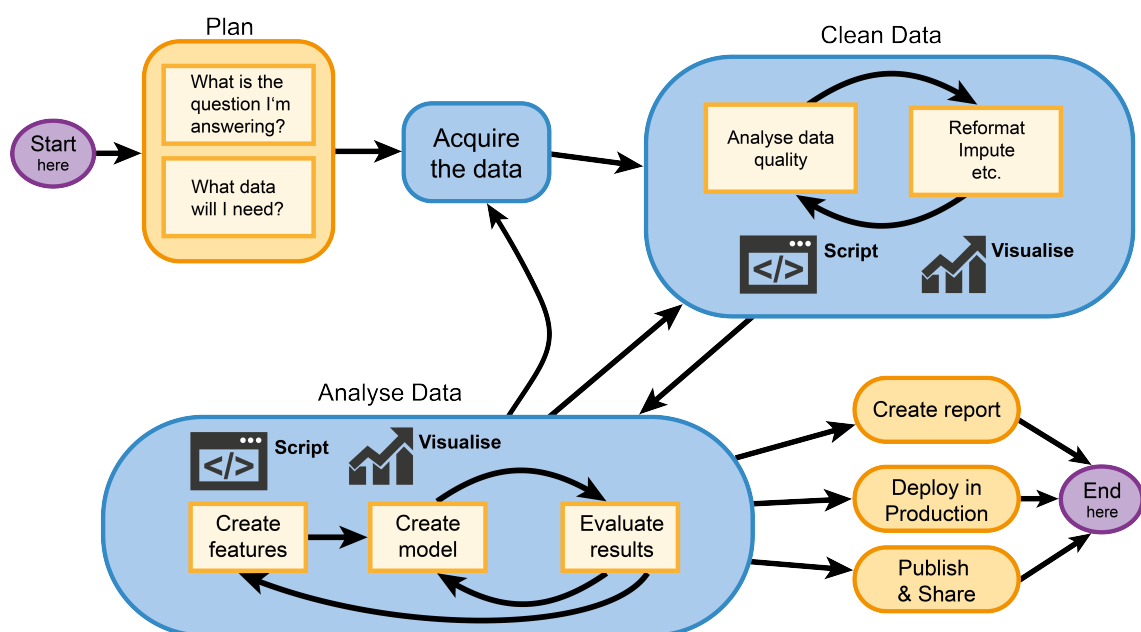 Plan
What is the
question I'm
answering?
What data
will I need?
Start
here
Acquire
the data
Clean Data
Analyse data
quality
Reformat
Impute
etc.
</>
Script
Visualise
Analyse Data
</>
Script
Visualise
Create
features
Create
model
Evaluate
results
Create report
Deploy in
Production
Publish
& Share
End
here